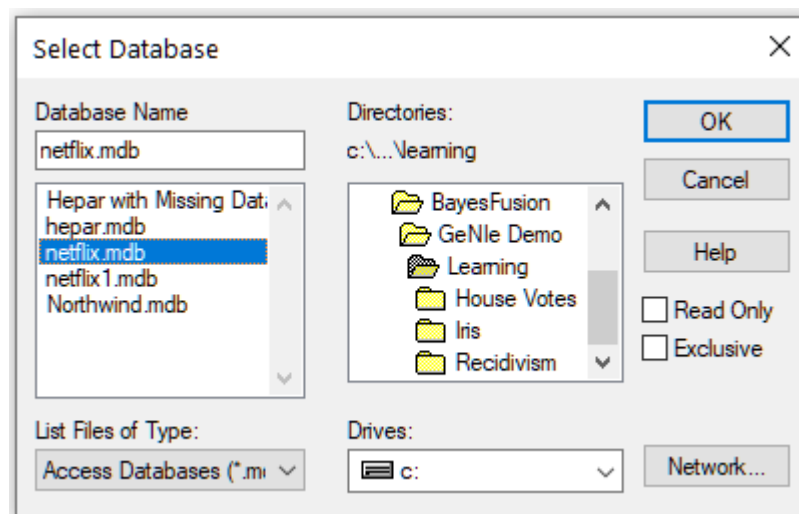 Select Database
Database Name
netflix.mdb
Hepar with Missing Data
hepar.mdb
netflix.mdb
netflix1.mdb
Northwind.mdb
List Files of Type:
Access Databases (*.m
Directories:
c:\...\learning
BayesFusion
GeNIe Demo
Learning
House Votes
Iris
Recidivism
Drives:
c:
OK
Cancel
Help
Read Only
Exclusive
Network...